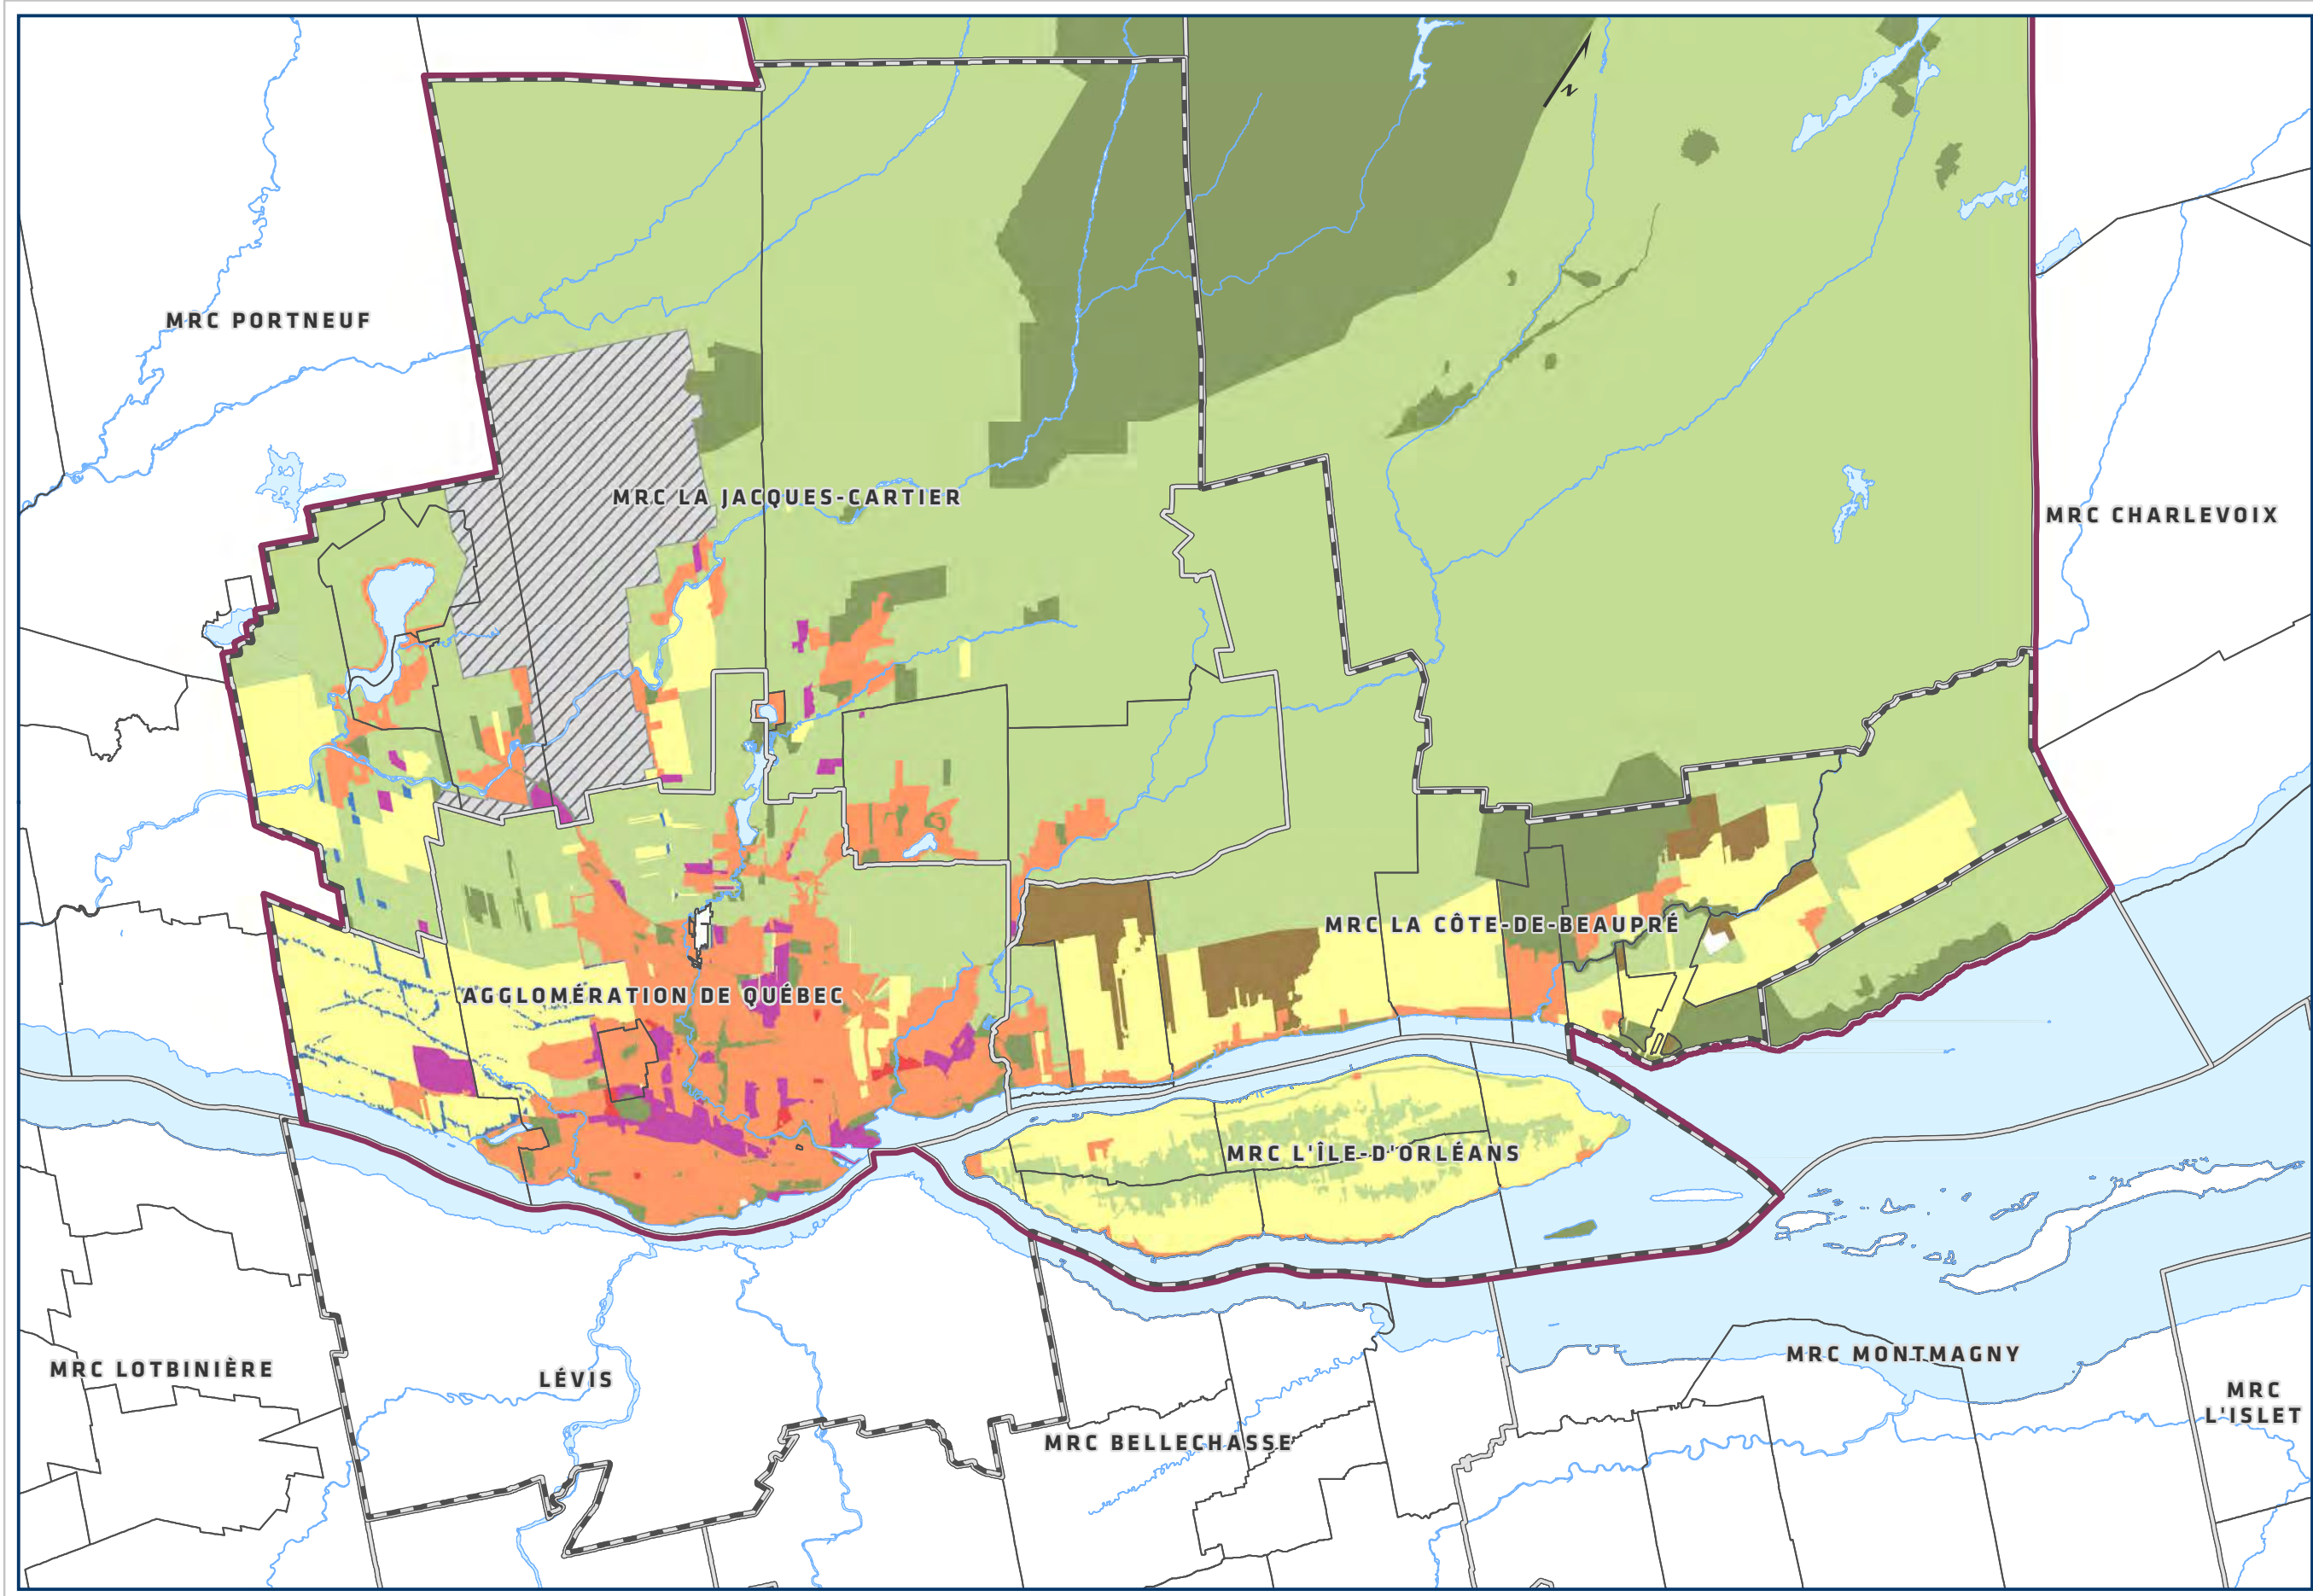 N
MRC PORTNEUF
MRC LA JACQUES-CARTIER
MRC CHARLEVOIX
MRC LA CÔTE-DE-BEAUPRÉ
AGGLOMÉRATION DE QUÉBEC
MRC L'ÎLE-D'ORLÉANS
MRC LOTBINIÈRE
LÉVIS
MRC MONTMAGNY
MRC
L'ISLET
MRC BELLECHASSE